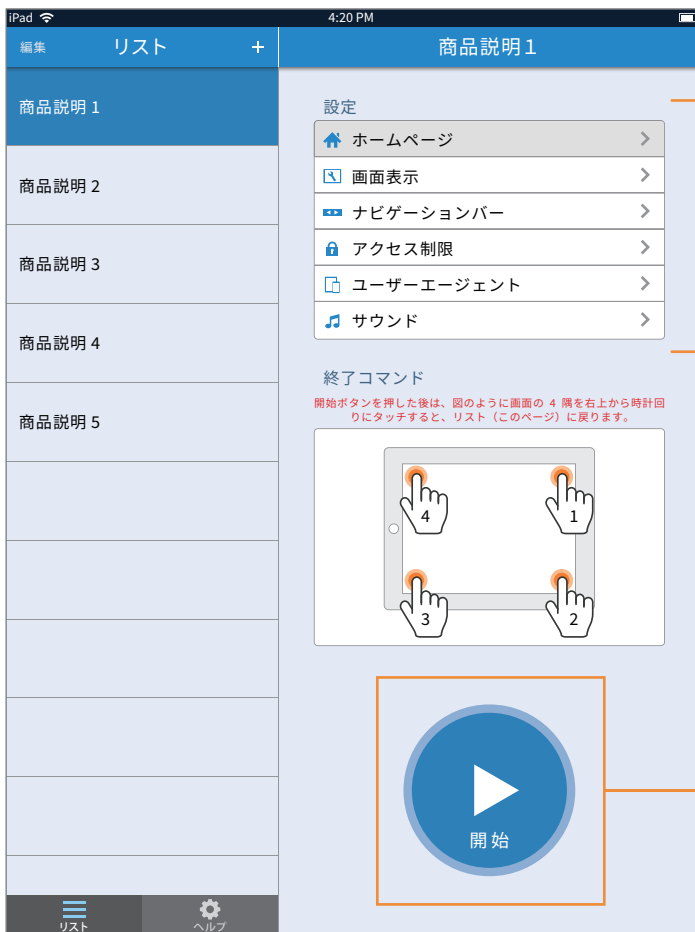 iPad
4:20 PM
編集
リスト
+
商品説明１
商品説明 1
商品説明 2
商品説明 3
商品説明 4
商品説明 5
設定
ホームページ
画面表示
ナビゲーションバー
アクセス制限
ユーザーエージェント
サウンド
終了コマンド
開始ボタンを押した後は、図のように画面の 4 隅を右上から時計回
りにタッチすると、リスト（このページ）に戻ります。
4
1
3
2
開始
リスト
ヘルプ